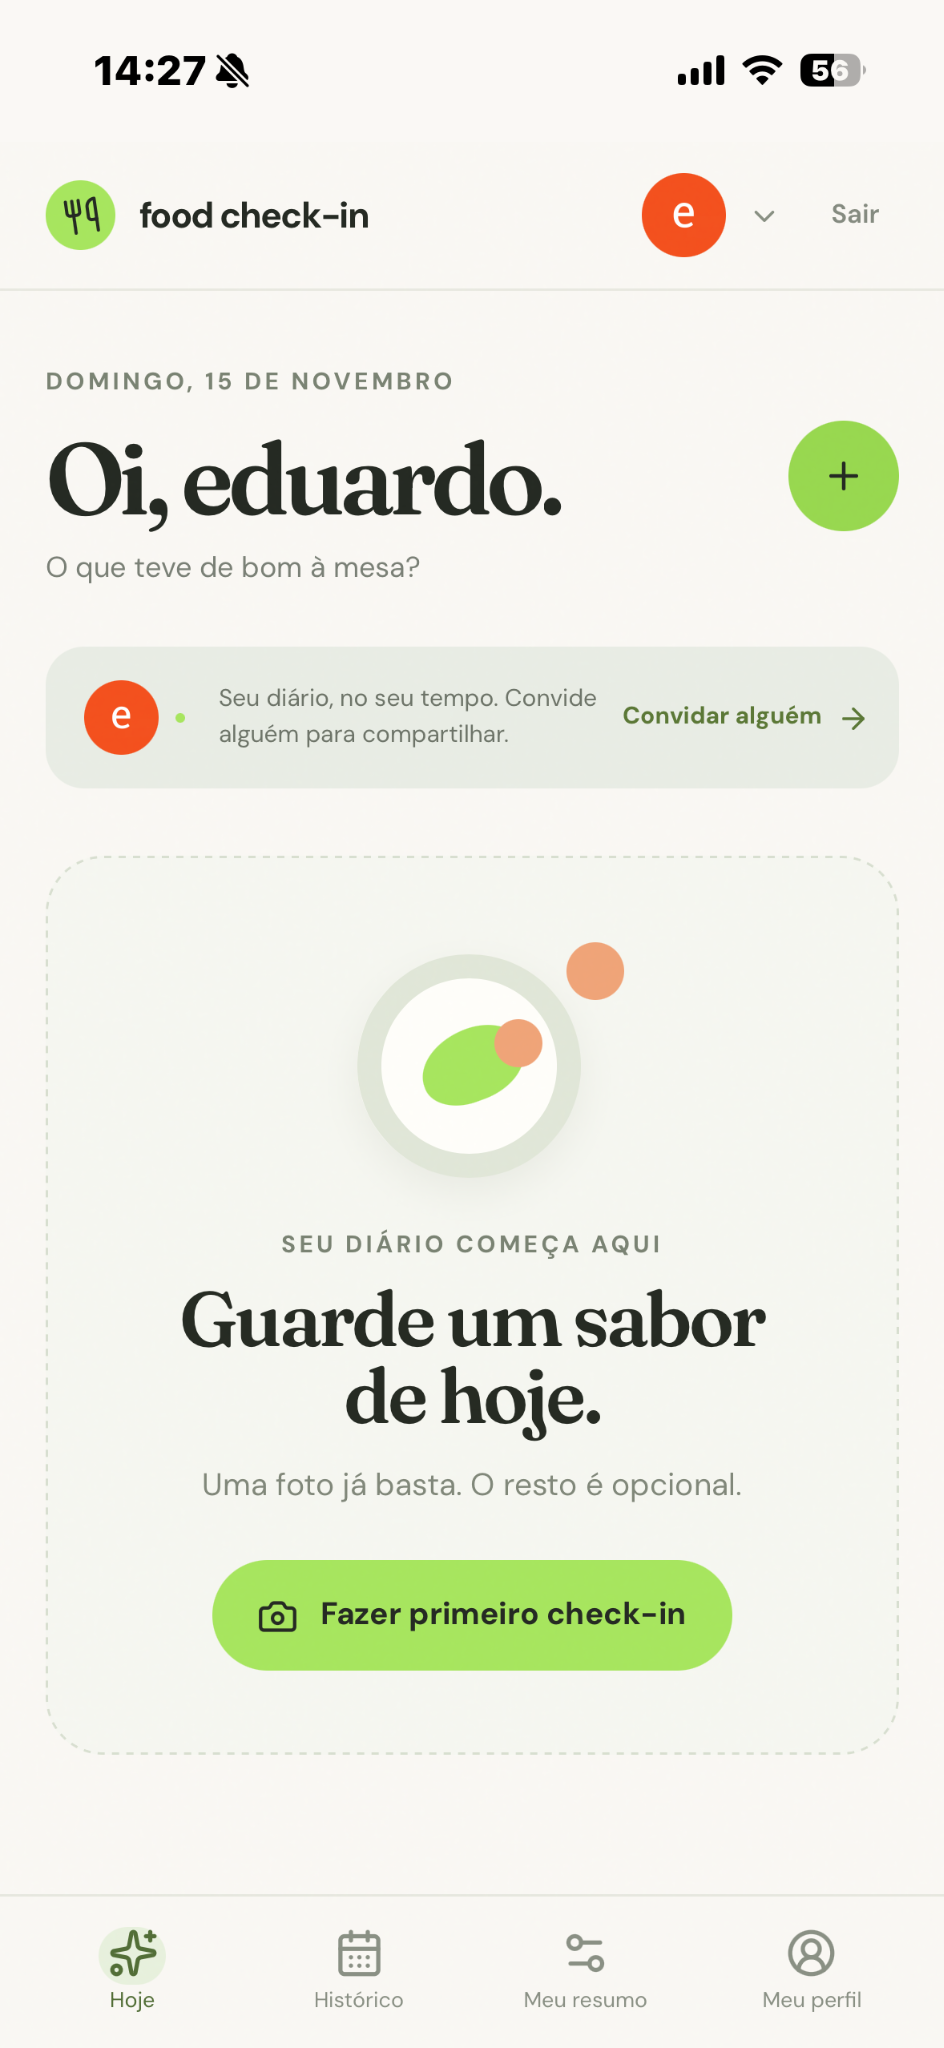 14:27
56
food check-in
e
Sair
DOMINGO, 15 DE NOVEMBRO
Oi, eduardo.
O que teve de bom à mesa?
e
Seu diário, no seu tempo. Convide
alguém para compartilhar.
Convidar alguém
SEU DIÁRIO COMEÇA AQUI
Guarde um sabor
de hoje.
Uma foto já basta. O resto é opcional.
Fazer primeiro check-in
Hoje
Histórico
Meu resumo
Meu perfil